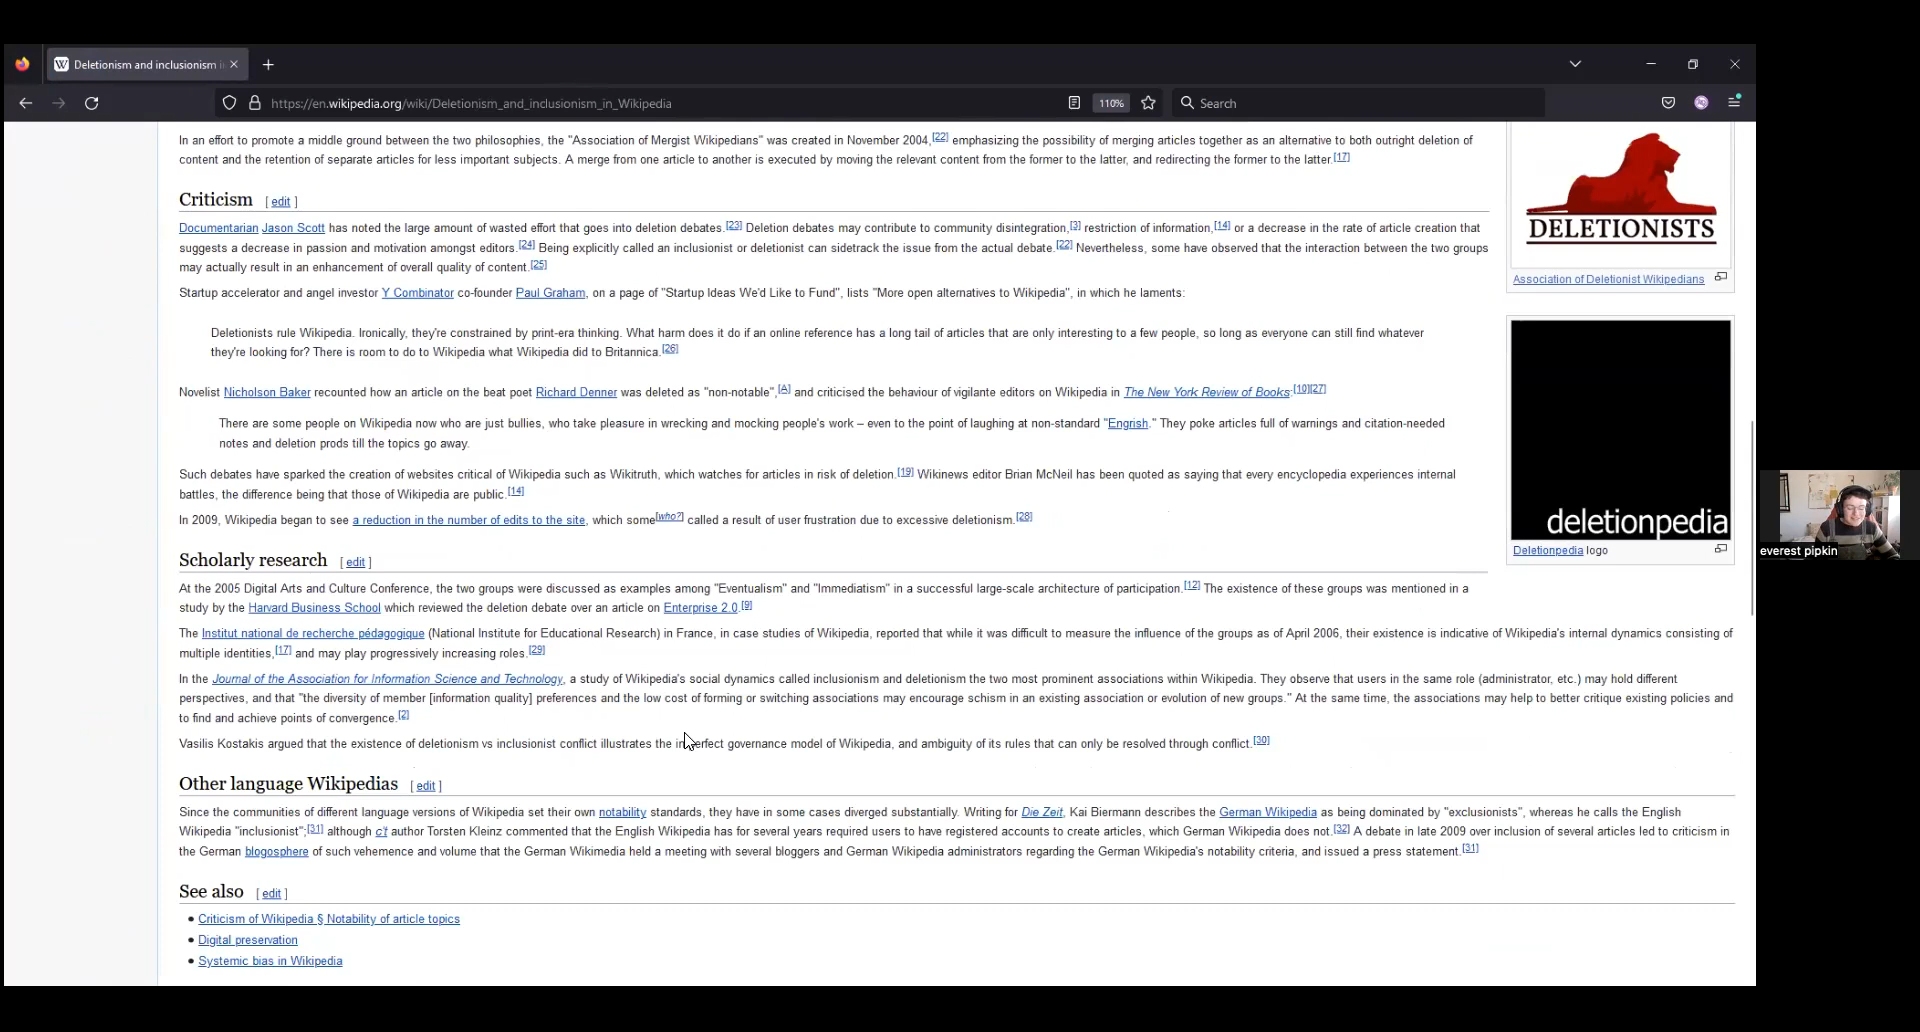 Deletionism and inclusionism i
https://en.wikipedia.org/wiki/Deletionism_and_inclusionism_in_Wikipedia
110%
Search
In an effort to promote a middle ground between the two philosophies, the "Association of Mergist Wikipedians" was created in November 2004,[22] emphasizing the possibility of merging articles together as an alternative to both outright deletion of
content and the retention of separate articles for less important subjects. A merge from one article to another is executed by moving the relevant content from the former to the latter, and redirecting the former to the latter.[17]
Criticism [ edit ]
Documentarian Jason Scott has noted the large amount of wasted effort that goes into deletion debates.[23] Deletion debates may contribute to community disintegration,[3] restriction of information,[14] or a decrease in the rate of article creation that
suggests a decrease in passion and motivation amongst editors.[24] Being explicitly called an inclusionist or deletionist can sidetrack the issue from the actual debate.[22] Nevertheless, some have observed that the interaction between the two groups
may actually result in an enhancement of overall quality of content.[25]
Startup accelerator and angel investor Y Combinator co-founder Paul Graham, on a page of "Startup Ideas We'd Like to Fund", lists "More open alternatives to Wikipedia", in which he laments:
Deletionists rule Wikipedia. Ironically, they're constrained by print-era thinking. What harm does it do if an online reference has a long tail of articles that are only interesting to a few people, so long as everyone can still find whatever
they're looking for? There is room to do to Wikipedia what Wikipedia did to Britannica.[26]
Novelist Nicholson Baker recounted how an article on the beat poet Richard Denner was deleted as "non-notable",[A] and criticised the behaviour of vigilante editors on Wikipedia in The New York Review of Books:[10][27]
There are some people on Wikipedia now who are just bullies, who take pleasure in wrecking and mocking people's work – even to the point of laughing at non-standard "Engrish." They poke articles full of warnings and citation-needed
notes and deletion prods till the topics go away.
Such debates have sparked the creation of websites critical of Wikipedia such as Wikitruth, which watches for articles in risk of deletion.[19] Wikinews editor Brian McNeil has been quoted as saying that every encyclopedia experiences internal
battles, the difference being that those of Wikipedia are public.[14]
In 2009, Wikipedia began to see a reduction in the number of edits to the site, which some[who?] called a result of user frustration due to excessive deletionism.[28]
DELETIONISTS
Association of Deletionist Wikipedians
deletionpedia
Deletionpedia logo
Scholarly research [ edit ]
At the 2005 Digital Arts and Culture Conference, the two groups were discussed as examples among "Eventualism" and "Immediatism" in a successful large-scale architecture of participation.[12] The existence of these groups was mentioned in a
study by the Harvard Business School which reviewed the deletion debate over an article on Enterprise 2.0.[9]
The Institut national de recherche pédagogique (National Institute for Educational Research) in France, in case studies of Wikipedia, reported that while it was difficult to measure the influence of the groups as of April 2006, their existence is indicative of Wikipedia's internal dynamics consisting of
multiple identities,[17] and may play progressively increasing roles.[29]
In the Journal of the Association for Information Science and Technology, a study of Wikipedia's social dynamics called inclusionism and deletionism the two most prominent associations within Wikipedia. They observe that users in the same role (administrator, etc.) may hold different
perspectives, and that "the diversity of member [information quality] preferences and the low cost of forming or switching associations may encourage schism in an existing association or evolution of new groups." At the same time, the associations may help to better critique existing policies and
to find and achieve points of convergence.[2]
Vasilis Kostakis argued that the existence of deletionism vs inclusionist conflict illustrates the imperfect governance model of Wikipedia, and ambiguity of its rules that can only be resolved through conflict.[30]
Other language Wikipedias [ edit ]
Since the communities of different language versions of Wikipedia set their own notability standards, they have in some cases diverged substantially. Writing for Die Zeit, Kai Biermann describes the German Wikipedia as being dominated by "exclusionists", whereas he calls the English
Wikipedia "inclusionist";[31] although c't author Torsten Kleinz commented that the English Wikipedia has for several years required users to have registered accounts to create articles, which German Wikipedia does not.[32] A debate in late 2009 over inclusion of several articles led to criticism in
the German blogosphere of such vehemence and volume that the German Wikimedia held a meeting with several bloggers and German Wikipedia administrators regarding the German Wikipedia's notability criteria, and issued a press statement.[31]
See also [ edit ]
• Criticism of Wikipedia § Notability of article topics
• Digital preservation
• Systemic bias in Wikipedia
everest pipkin